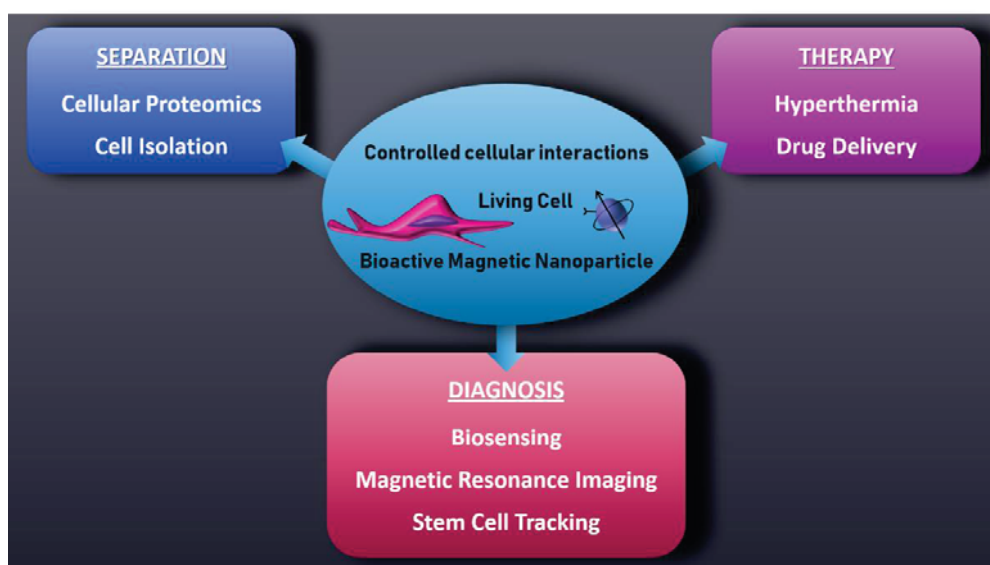 SEPARATION
Cellular Proteomics
Cell Isolation
THERAPY
Hyperthermia
Drug Delivery
Controlled cellular interactions
Living Cell
Bioactive Magnetic Nanoparticle
DIAGNOSIS
Biosensing
Magnetic Resonance Imaging
Stem Cell Tracking